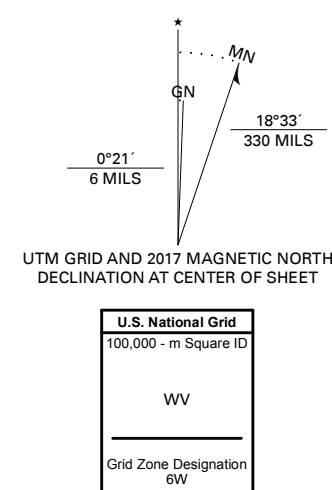 ★
MN
GN
18°33´
330 MILS
0°21´
6 MILS
UTM GRID AND 2017 MAGNETIC NORTH
DECLINATION AT CENTER OF SHEET
U.S. National Grid
100,000 - m Square ID
WV
Grid Zone Designation
6W